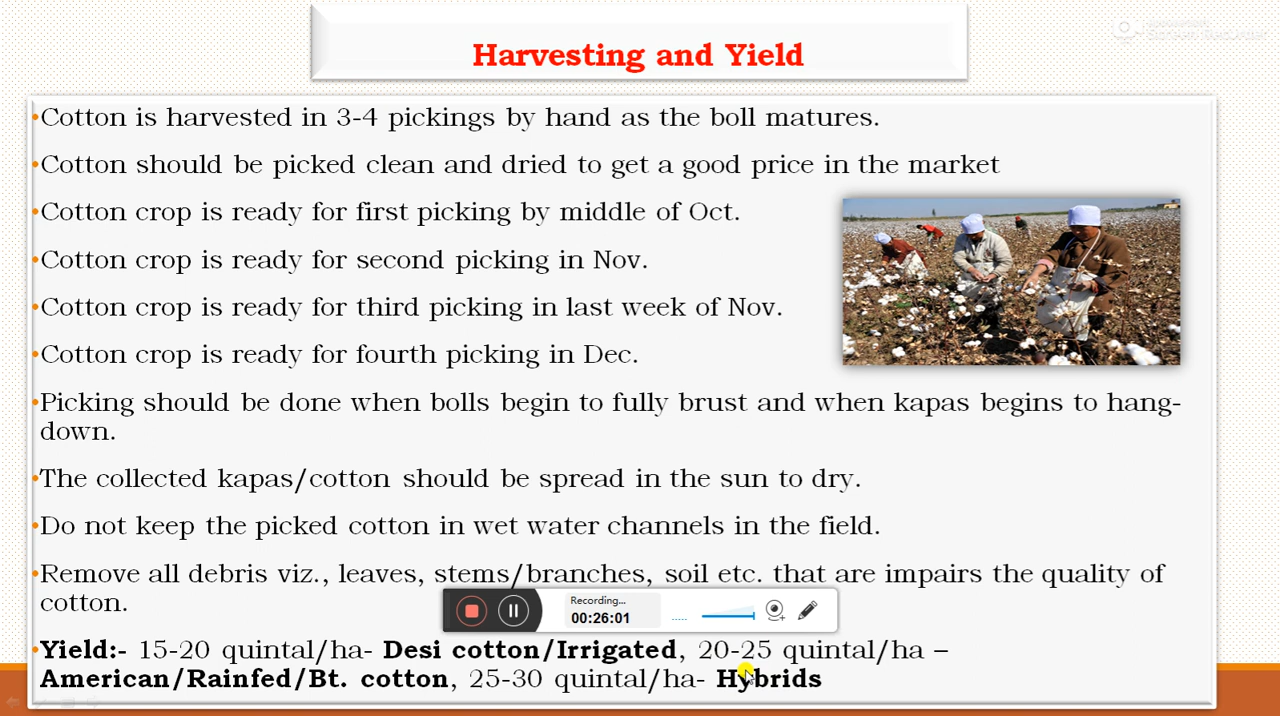 Harvesting and Yield
•Cotton is harvested in 3-4 pickings by hand as the boll matures.
•Cotton should be picked clean and dried to get a good price in the market
•Cotton crop is ready for first picking by middle of Oct.
•Cotton crop is ready for second picking in Nov.
•Cotton crop is ready for third picking in last week of Nov.
•Cotton crop is ready for fourth picking in Dec.
•Picking should be done when bolls begin to fully brust and when kapas begins to hang-
down.
•The collected kapas/cotton should be spread in the sun to dry.
•Do not keep the picked cotton in wet water channels in the field.
•Remove all debris viz., leaves, stems/branches, soil etc. that are impairs the quality of
cotton.
Recording...
00:26:01
•Yield:- 15-20 quintal/ha- Desi cotton/Irrigated, 20-25 quintal/ha –
American/Rainfed/Bt. cotton, 25-30 quintal/ha- Hybrids